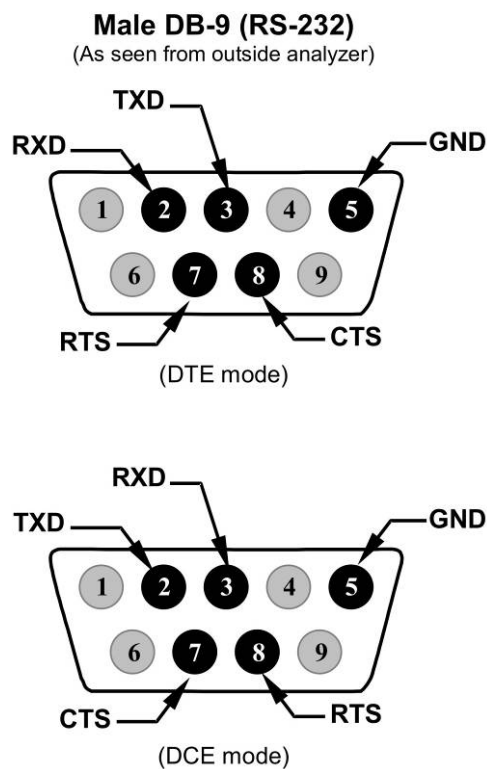 Male DB-9 (RS-232)
(As seen from outside analyzer)
TXD
RXD
GND
1 2 3 4 5
6 7 8 9
RTS
CTS
(DTE mode)
RXD
TXD
GND
1 2 3 4 5
6 7 8 9
CTS
RTS
(DCE mode)